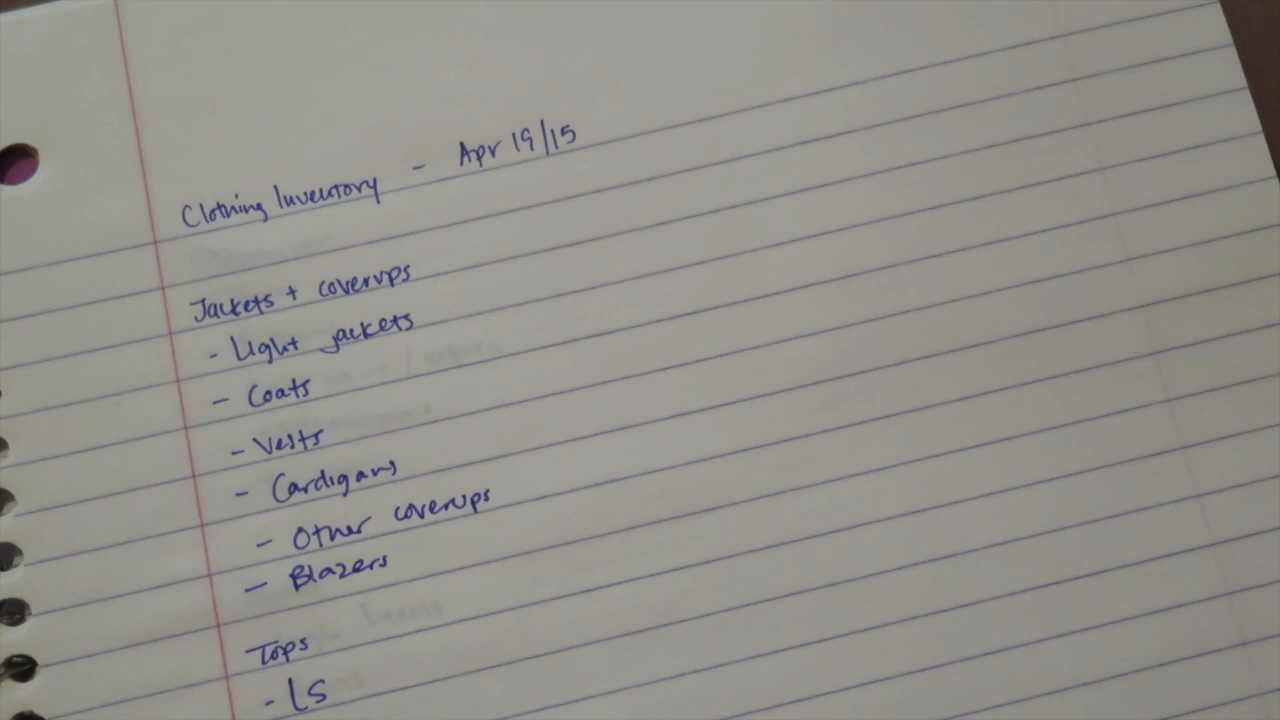 Clothing Inventory - Apr 19/15
Jackets + coverups
- Light jackets
- Coats
- Vests
- Cardigans
- Other coverups
- Blazers
Tops
- LS